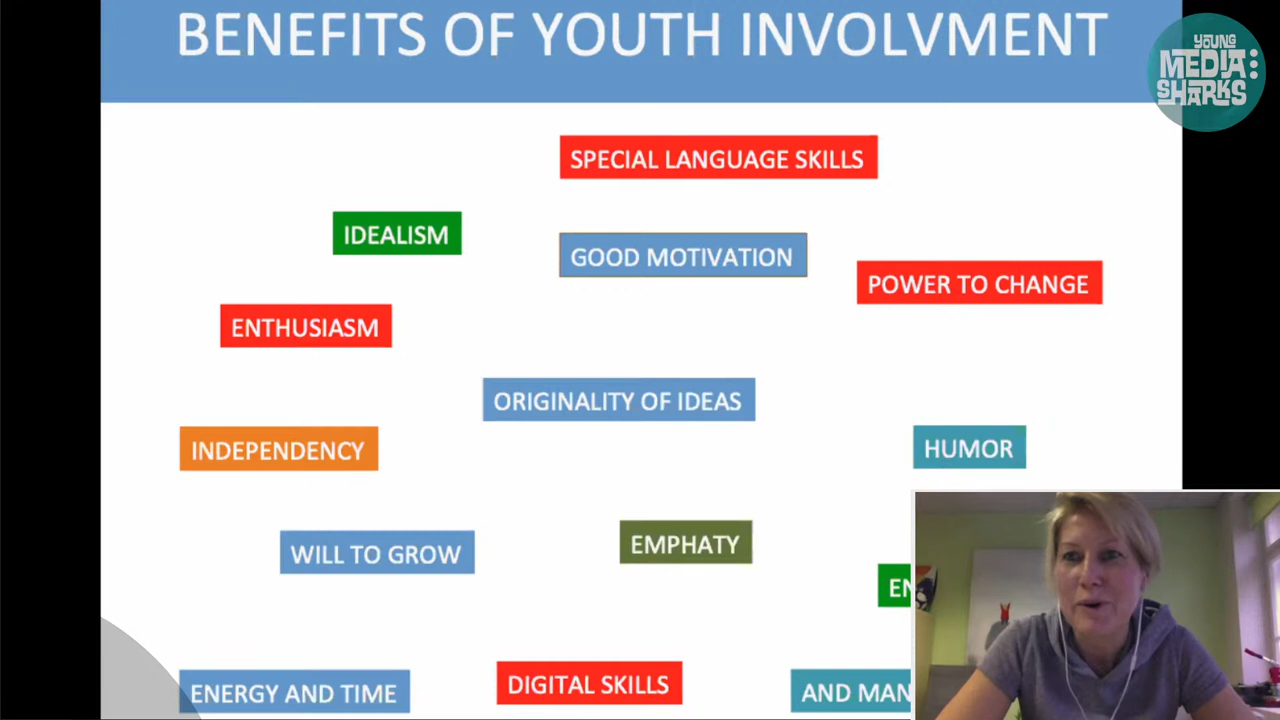 BENEFITS OF YOUTH INVOLVMENT
YOUNG
MEDIA:
SHARKS
SPECIAL LANGUAGE SKILLS
IDEALISM
GOOD MOTIVATION
POWER TO CHANGE
ENTHUSIASM
ORIGINALITY OF IDEAS
INDEPENDENCY
HUMOR
WILL TO GROW
EMPHATY
ENERGY AND TIME
DIGITAL SKILLS
AND